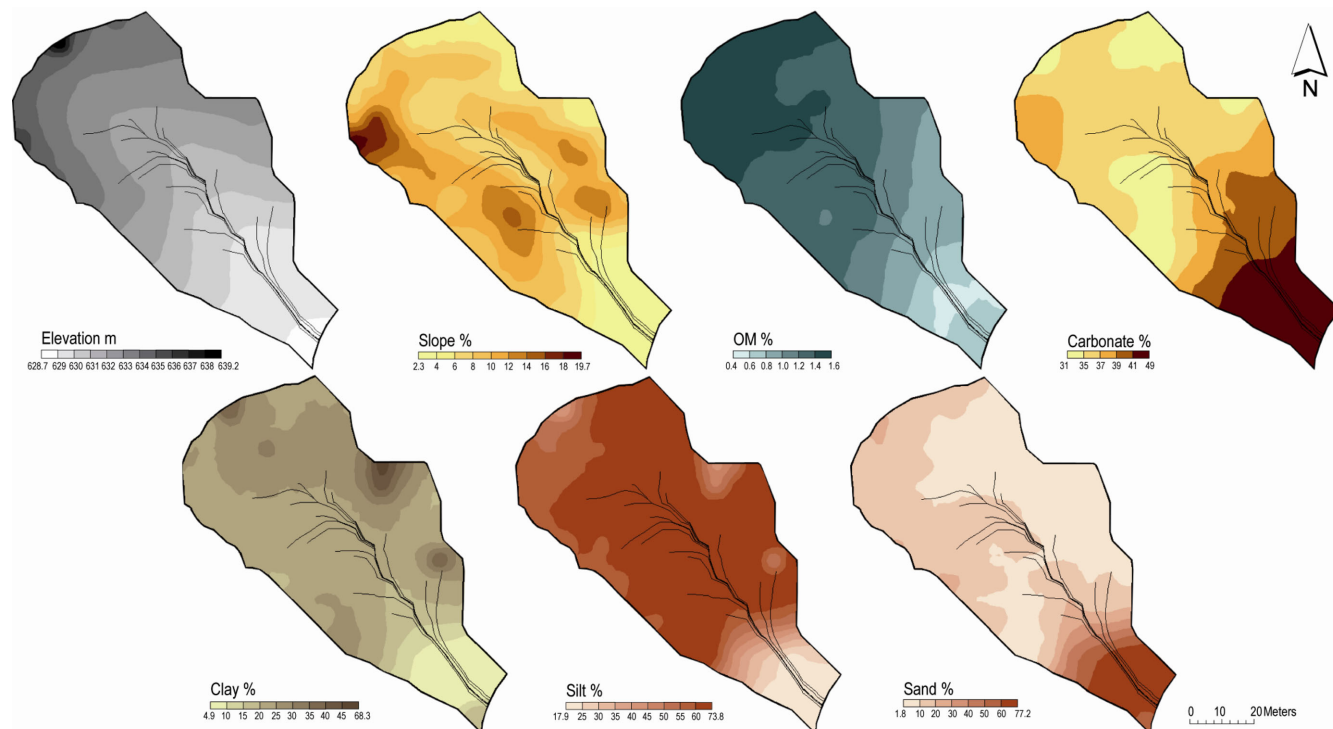 N
Elevation m
628.7 629 630 631 632 633 634 635 636 637 638 639.2
Slope %
2.3 4 6 8 10 12 14 16 18 19.7
OM %
0.4 0.6 0.8 1.0 1.2 1.4 1.6
Carbonate %
31 35 37 39 41 49
Clay %
4.9 10 15 20 25 30 35 40 45 68.3
Silt %
17.9 25 30 35 40 45 50 55 60 73.8
Sand %
1.8 10 20 30 40 50 60 77.2
0 10 20 Meters